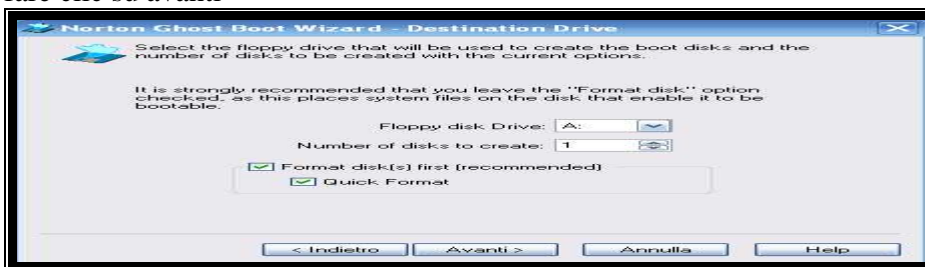 Norton Ghost Boot Wizard - Destination Drive
Select the floppy drive that will be used to create the boot disks and the
number of disks to be created with the current options.
It is strongly recommended that you leave the "Format disk" option
checked, as this places system files on the disk that enable it to be
bootable.
Floppy disk Drive: A:
Number of disks to create: 1
Format disk(s) first (recommended)
Quick Format
< Indietro Avanti > Annulla Help